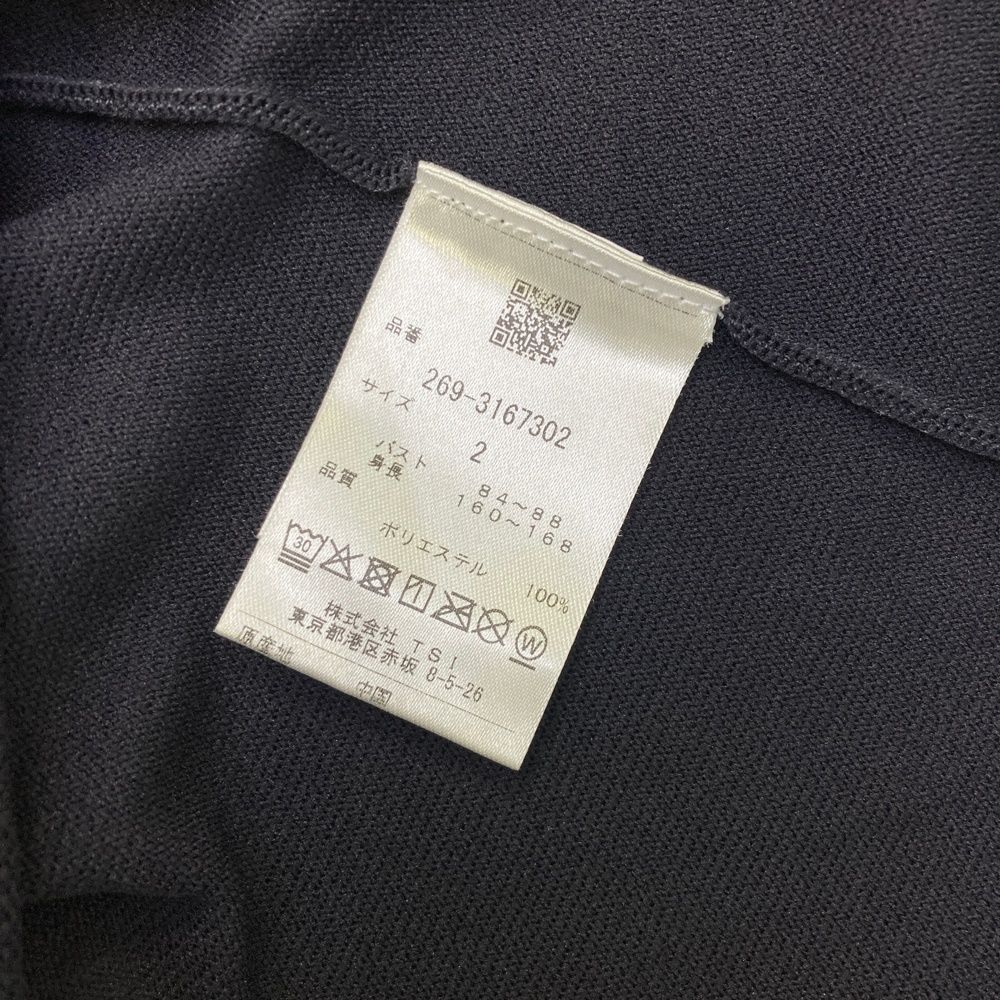 品番
269-3167302
サイズ 2
バスト 84～88
身長 160～168
品質
ポリエステル 100%
30
W
株式会社 TSI
東京都港区赤坂 8-5-26
原産地 中国